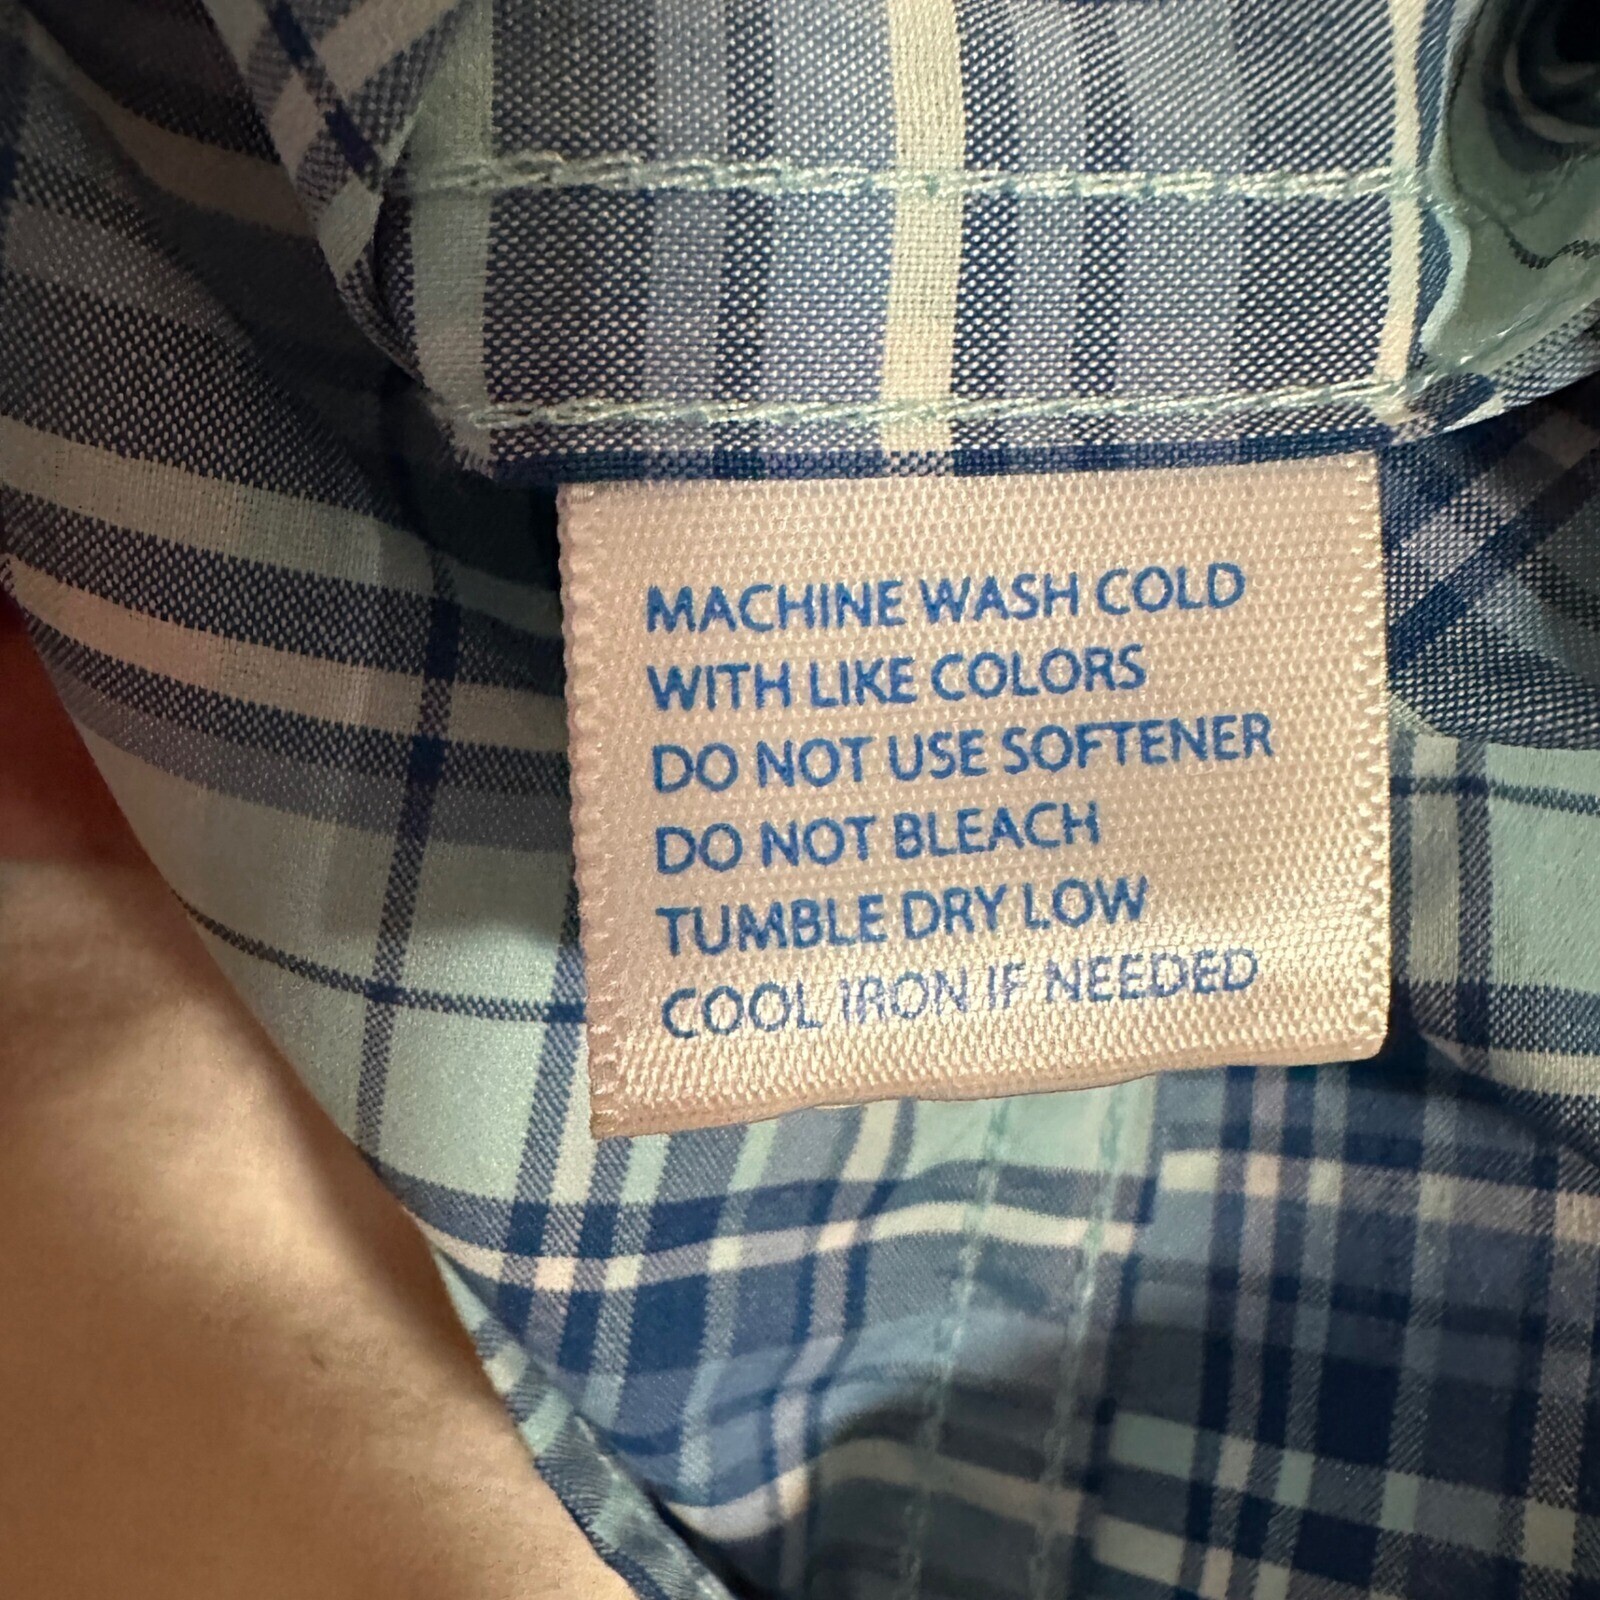 MACHINE WASH COLD
WITH LIKE COLORS
DO NOT USE SOFTENER
DO NOT BLEACH
TUMBLE DRY LOW
COOL IRON IF NEEDED